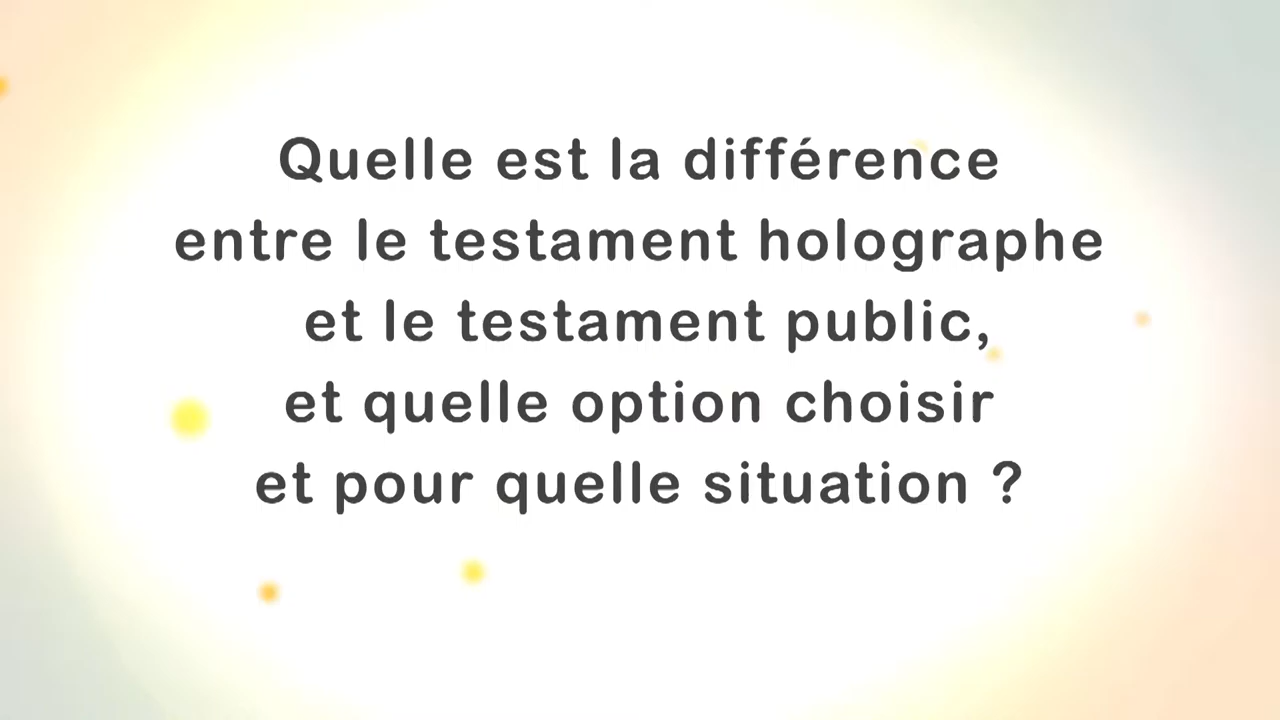 Quelle est la différence
entre le testament holographe
et le testament public,
et quelle option choisir
et pour quelle situation ?